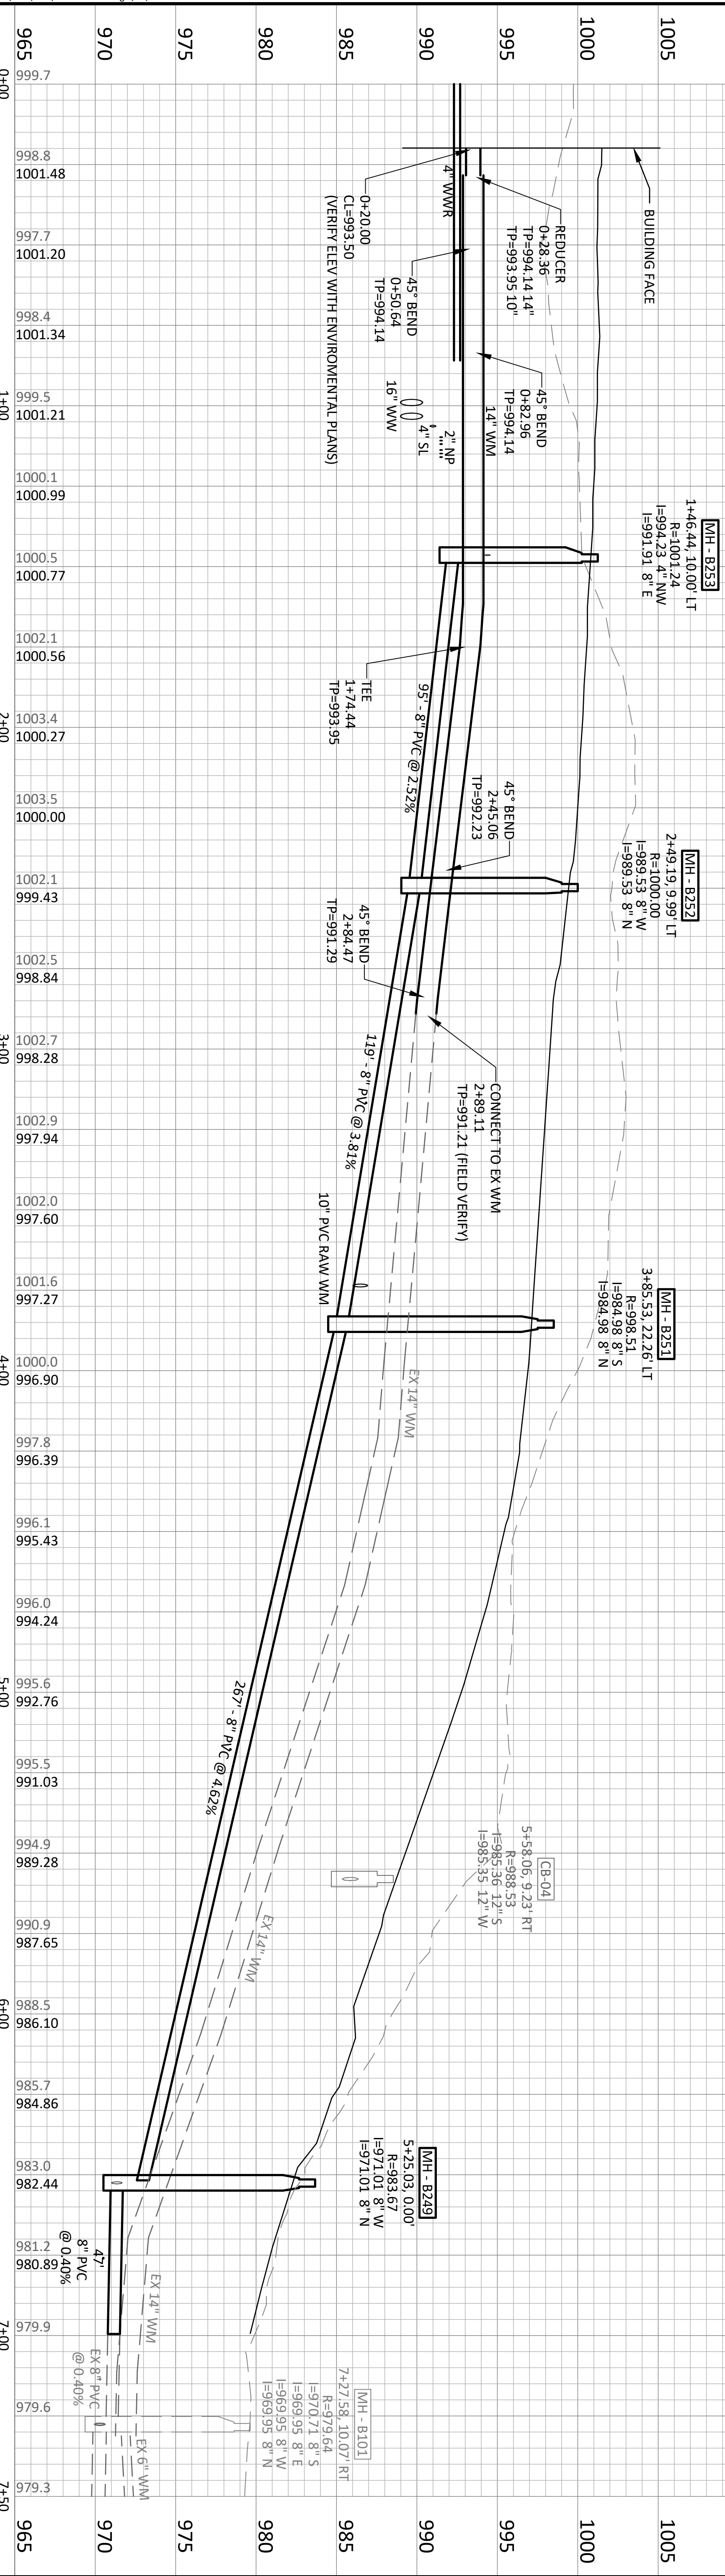 1005
1000
995
990
985
980
975
970
965
BUILDING FACE
REDUCER
0+28.36
TP=994.14 14"
TP=993.95 10"
4" WWR
0+20.00
CL=993.50
(VERIFY ELEV WITH ENVIROMENTAL PLANS)
45° BEND
0+50.64
TP=994.14
45° BEND
0+82.96
TP=994.14
14" WM
2" NP
4" SL
16" WW
MH - B253
1+46.44, 10.00' LT
R=1001.24
I=994.23 4" NW
I=991.91 8" E
TEE
1+74.44
TP=993.95
95' - 8" PVC @ 2.52%
45° BEND
2+45.06
TP=992.23
MH - B252
2+49.19, 9.99' LT
R=1000.00
I=989.53 8" W
I=989.53 8" N
45° BEND
2+84.47
TP=991.29
CONNECT TO EX WM
2+89.11
TP=991.21 (FIELD VERIFY)
119' - 8" PVC @ 3.81%
10" PVC RAW WM
MH - B251
3+85.53, 22.26' LT
R=998.51
I=984.98 8" S
I=984.98 8" N
EX 14" WM
267' - 8" PVC @ 4.62%
CB-04
5+58.06, 9.23' RT
R=988.53
I=985.36 12" S
I=985.35 12" W
EX 14" WM
MH - B249
5+25.03, 0.00'
R=983.67
I=971.01 8" W
I=971.01 8" N
47'
8" PVC
@ 0.40%
EX 14" WM
EX 8" PVC
@ 0.40%
EX 6" WM
MH - B101
7+27.58, 10.07' RT
R=979.64
I=970.71 8" S
I=969.95 8" E
I=969.95 8" W
I=969.95 8" N
1005
1000
995
990
985
980
975
970
965
999.7
998.8
1001.48
997.7
1001.20
998.4
1001.34
999.5
1001.21
1000.1
1000.99
1000.5
1000.77
1002.1
1000.56
1003.4
1000.27
1003.5
1000.00
1002.1
999.43
1002.5
998.84
1002.7
998.28
1002.9
997.94
1002.0
997.60
1001.6
997.27
1000.0
996.90
997.8
996.39
996.1
995.43
996.0
994.24
995.6
992.76
995.5
991.03
994.9
989.28
990.9
987.65
988.5
986.10
985.7
984.86
983.0
982.44
981.2
980.89
979.9
979.6
979.3
0+00
1+00
2+00
3+00
4+00
5+00
6+00
7+00
7+50